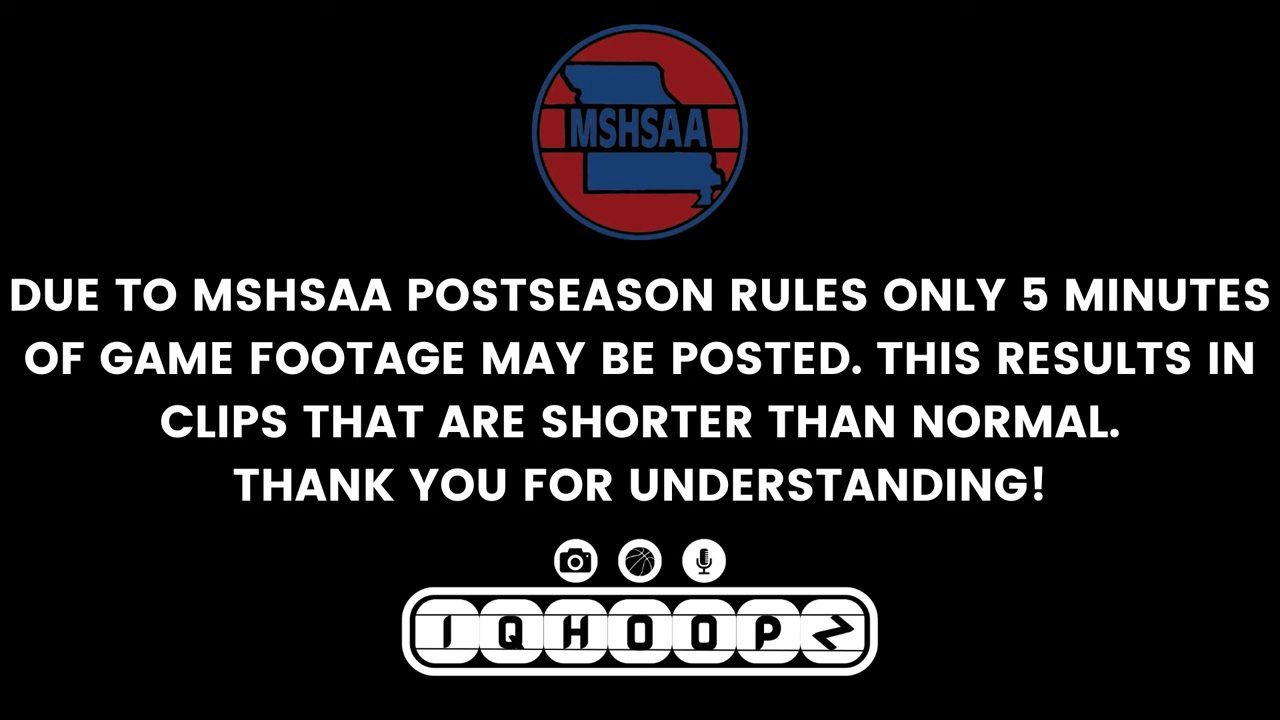 MSHSAA
DUE TO MSHSAA POSTSEASON RULES ONLY 5 MINUTES
OF GAME FOOTAGE MAY BE POSTED. THIS RESULTS IN
CLIPS THAT ARE SHORTER THAN NORMAL.
THANK YOU FOR UNDERSTANDING!
IQHOOPZ